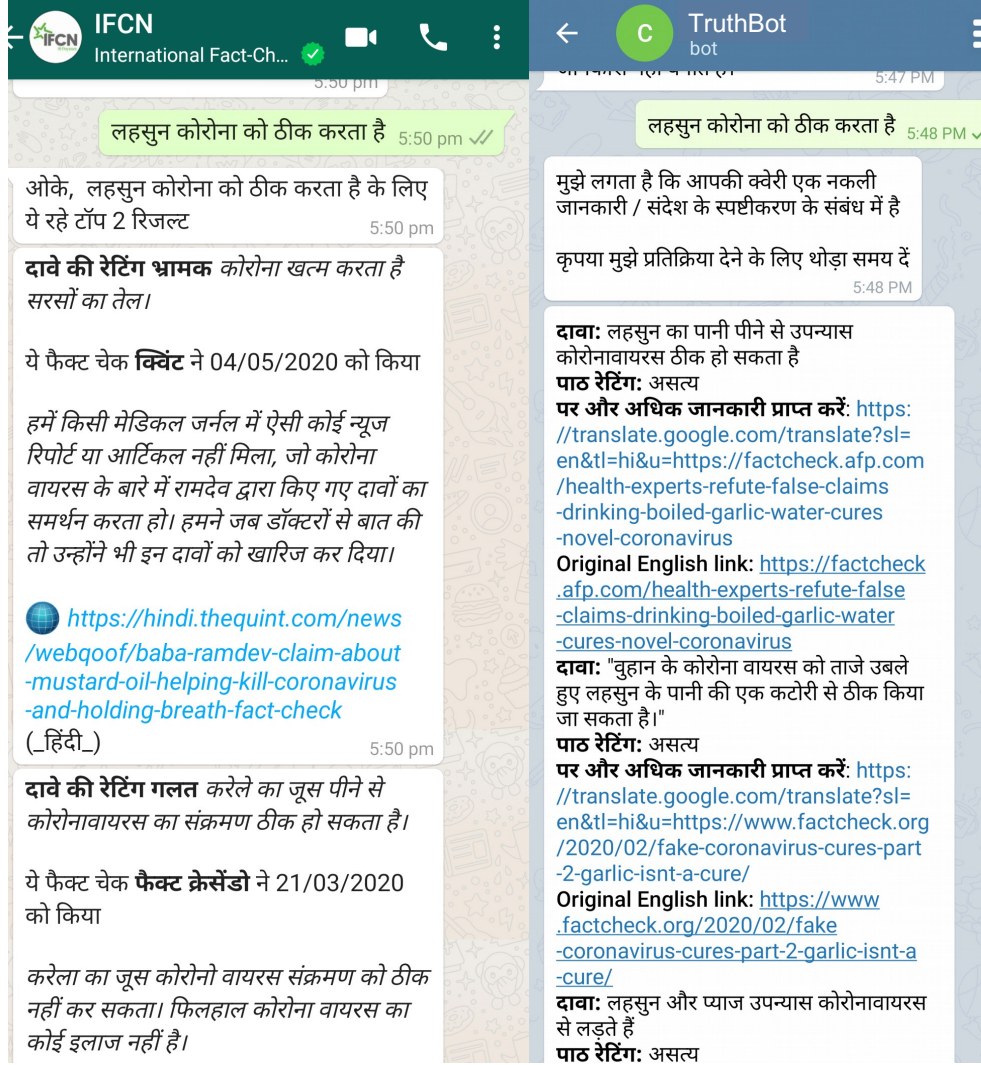 IFCN
International Fact-Ch...
5:50 pm
लहसुन कोरोना को ठीक करता है 5:50 pm
ओके, लहसुन कोरोना को ठीक करता है के लिए
ये रहे टॉप 2 रिजल्ट
5:50 pm
दावे की रेटिंग भ्रामक कोरोना खत्म करता है
सरसों का तेल।
ये फैक्ट चेक क्विंट ने 04/05/2020 को किया
हमें किसी मेडिकल जर्नल में ऐसी कोई न्यूज
रिपोर्ट या आर्टिकल नहीं मिला, जो कोरोना
वायरस के बारे में रामदेव द्वारा किए गए दावों का
समर्थन करता हो। हमने जब डॉक्टरों से बात की
तो उन्होंने भी इन दावों को खारिज कर दिया।
https://hindi.thequint.com/news
/webqoof/baba-ramdev-claim-about
-mustard-oil-helping-kill-coronavirus
-and-holding-breath-fact-check
(_हिंदी_)
5:50 pm
दावे की रेटिंग गलत करेले का जूस पीने से
कोरोनावायरस का संक्रमण ठीक हो सकता है।
ये फैक्ट चेक फैक्ट क्रेसेंडो ने 21/03/2020
को किया
करेला का जूस कोरोनो वायरस संक्रमण को ठीक
नहीं कर सकता। फिलहाल कोरोना वायरस का
कोई इलाज नहीं है।
C
TruthBot
bot
5:47 PM
लहसुन कोरोना को ठीक करता है 5:48 PM
मुझे लगता है कि आपकी क्वेरी एक नकली
जानकारी / संदेश के स्पष्टीकरण के संबंध में है
कृपया मुझे प्रतिक्रिया देने के लिए थोड़ा समय दें
5:48 PM
दावा: लहसुन का पानी पीने से उपन्यास
कोरोनावायरस ठीक हो सकता है
पाठ रेटिंग: असत्य
पर और अधिक जानकारी प्राप्त करें: https:
//translate.google.com/translate?sl=
en&tl=hi&u=https://factcheck.afp.com
/health-experts-refute-false-claims
-drinking-boiled-garlic-water-cures
-novel-coronavirus
Original English link: https://factcheck
.afp.com/health-experts-refute-false
-claims-drinking-boiled-garlic-water
-cures-novel-coronavirus
दावा: "वुहान के कोरोना वायरस को ताजे उबले
हुए लहसुन के पानी की एक कटोरी से ठीक किया
जा सकता है।"
पाठ रेटिंग: असत्य
पर और अधिक जानकारी प्राप्त करें: https:
//translate.google.com/translate?sl=
en&tl=hi&u=https://www.factcheck.org
/2020/02/fake-coronavirus-cures-part
-2-garlic-isnt-a-cure/
Original English link: https://www
.factcheck.org/2020/02/fake
-coronavirus-cures-part-2-garlic-isnt-a
-cure/
दावा: लहसुन और प्याज उपन्यास कोरोनावायरस
से लड़ते हैं
पाठ रेटिंग: असत्य